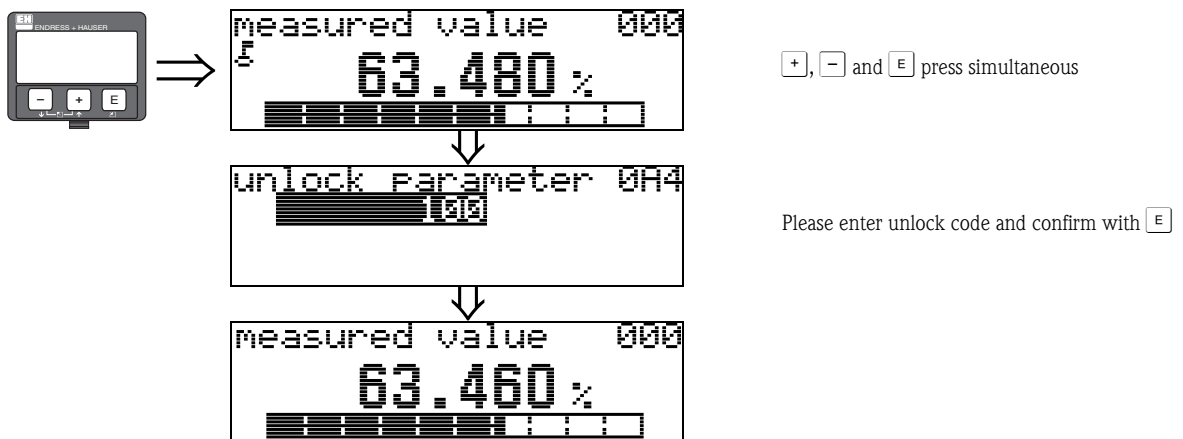 ENDRESS + HAUSER
- + E
measured value 000
63.480 %
+, - and E press simultaneous
unlock parameter 0A4
100
Please enter unlock code and confirm with E
measured value 000
63.460 %